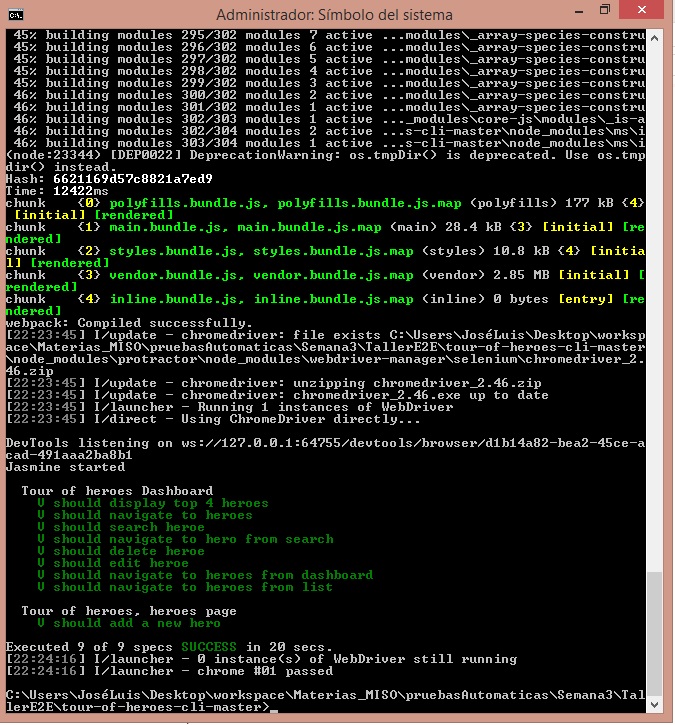 Administrador: Símbolo del sistema
45% building modules 295/302 modules 7 active ...modules\_array-species-constru
45% building modules 296/302 modules 6 active ...modules\_array-species-constru
45% building modules 297/302 modules 5 active ...modules\_array-species-constru
45% building modules 298/302 modules 4 active ...modules\_array-species-constru
45% building modules 299/302 modules 3 active ...modules\_array-species-constru
46% building modules 300/302 modules 2 active ...modules\_array-species-constru
46% building modules 301/302 modules 1 active ...modules\_array-species-constru
46% building modules 302/303 modules 1 active ..._modules\core-js\modules\_is-a
46% building modules 302/304 modules 2 active ...s-cli-master\node_modules\ms\i
46% building modules 303/304 modules 1 active ...s-cli-master\node_modules\ms\i
(node:23344) [DEP0022] DeprecationWarning: os.tmpDir() is deprecated. Use os.tmp
dir() instead.
Hash: 6621169d57c8821a7ed9
Time: 12422ms
chunk    {0} polyfills.bundle.js, polyfills.bundle.js.map (polyfills) 177 kB {4}
 [initial] [rendered]
chunk    {1} main.bundle.js, main.bundle.js.map (main) 28.4 kB {3} [initial] [re
ndered]
chunk    {2} styles.bundle.js, styles.bundle.js.map (styles) 10.8 kB {4} [initia
l] [rendered]
chunk    {3} vendor.bundle.js, vendor.bundle.js.map (vendor) 2.85 MB [initial] [
rendered]
chunk    {4} inline.bundle.js, inline.bundle.js.map (inline) 0 bytes [entry] [re
ndered]
webpack: Compiled successfully.
[22:23:45] I/update - chromedriver: file exists C:\Users\JoséLuis\Desktop\worksp
ace\Materias_MISO\pruebasAutomaticas\Semana3\TallerE2E\tour-of-heroes-cli-master
\node_modules\protractor\node_modules\webdriver-manager\selenium\chromedriver_2.
46.zip
[22:23:45] I/update - chromedriver: unzipping chromedriver_2.46.zip
[22:23:45] I/update - chromedriver: chromedriver_2.46.exe up to date
[22:23:45] I/launcher - Running 1 instances of WebDriver
[22:23:45] I/direct - Using ChromeDriver directly...
DevTools listening on ws://127.0.0.1:64755/devtools/browser/d1b14a82-bea2-45ce-a
cad-491aaa2ba8b1
Jasmine started
Tour of heroes Dashboard
V should display top 4 heroes
V should navigate to heroes
V should search heroe
V should navigate to hero from search
V should delete heroe
V should edit heroe
V should navigate to heroes from dashboard
V should navigate to heroes from list
Tour of heroes, heroes page
V should add a new hero
Executed 9 of 9 specs SUCCESS in 20 secs.
[22:24:16] I/launcher - 0 instance(s) of WebDriver still running
[22:24:16] I/launcher - chrome #01 passed
C:\Users\JoséLuis\Desktop\workspace\Materias_MISO\pruebasAutomaticas\Semana3\Tal
lerE2E\tour-of-heroes-cli-master>_